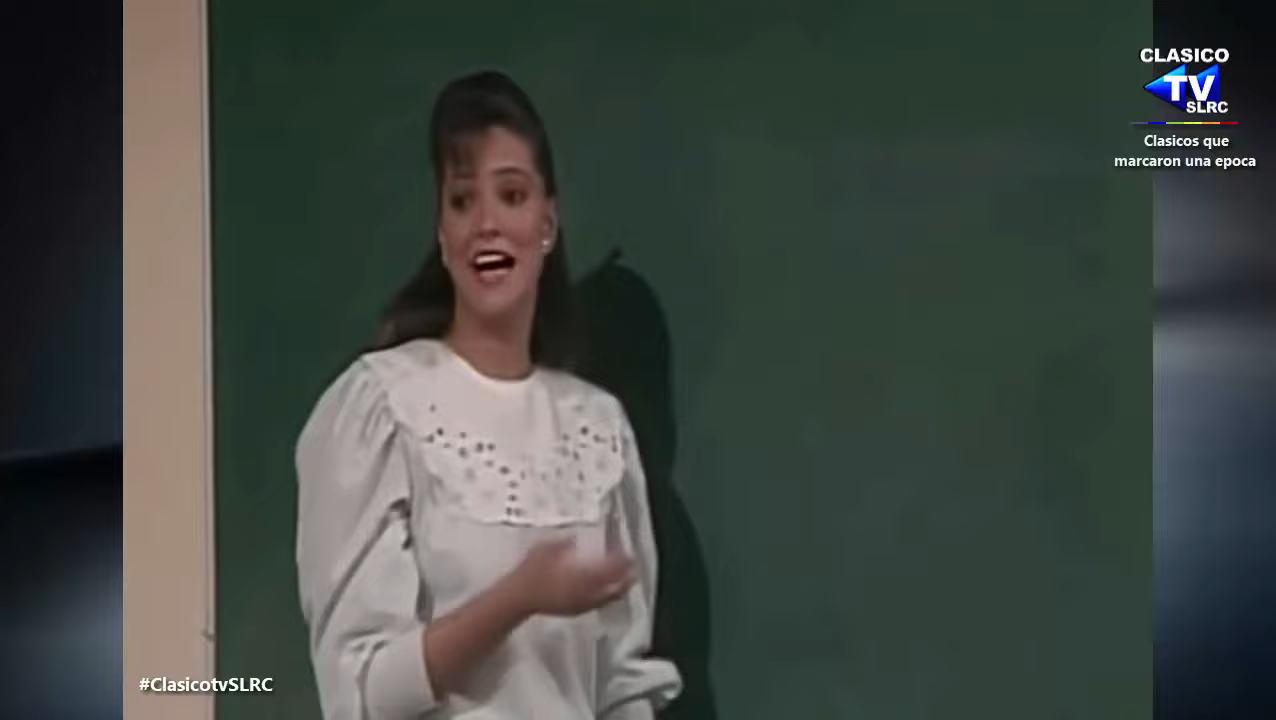 CLASICO
TV
SLRC
Clasicos que
marcaron una epoca
#ClasicotvSLRC